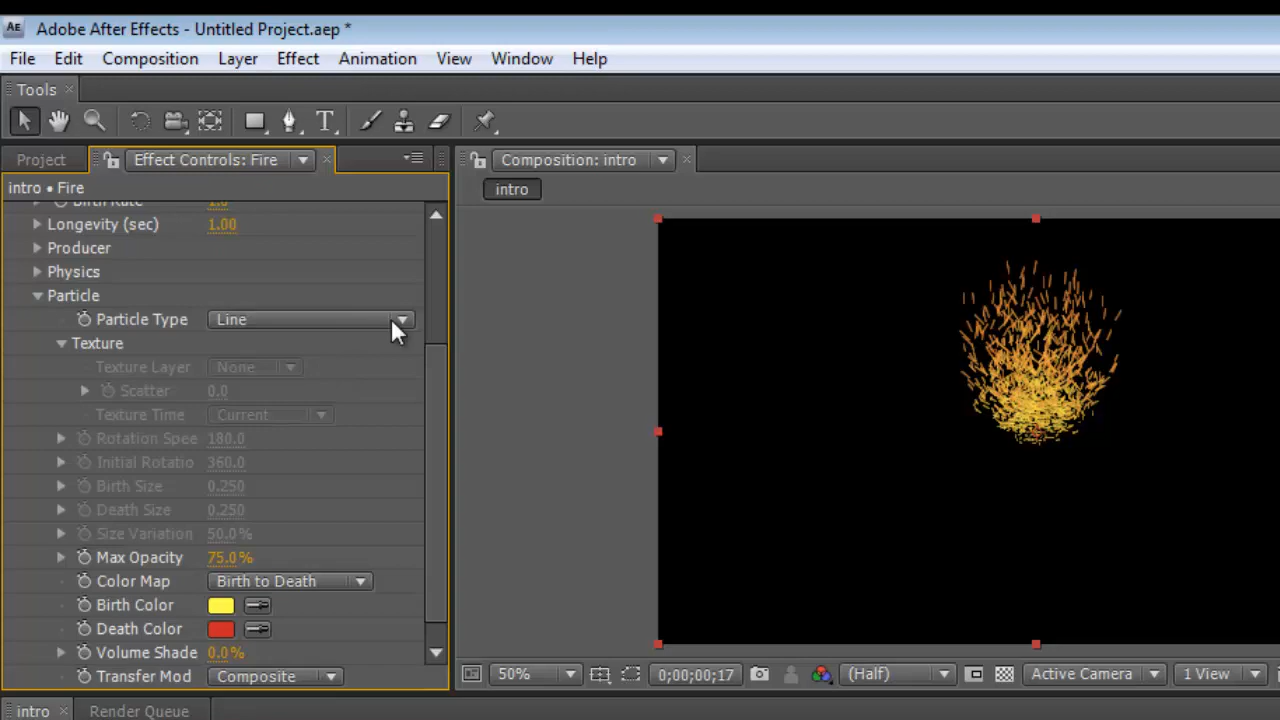 AE Adobe After Effects - Untitled Project.aep *
File Edit Composition Layer Effect Animation View Window Help
Tools ×
T
Project Effect Controls: Fire × Composition: intro ×
intro • Fire
intro
Birth Rate 1.0
Longevity (sec) 1.00
Producer
Physics
Particle
Particle Type Line
Texture
Texture Layer None
Scatter 0.0
Texture Time Current
Rotation Spee 180.0
Initial Rotatio 360.0
Birth Size 0.250
Death Size 0.250
Size Variation 50.0%
Max Opacity 75.0%
Color Map Birth to Death
Birth Color
Death Color
Volume Shade 0.0%
Transfer Mod Composite
50% 0;00;00;17 (Half) Active Camera 1 View
intro × Render Queue